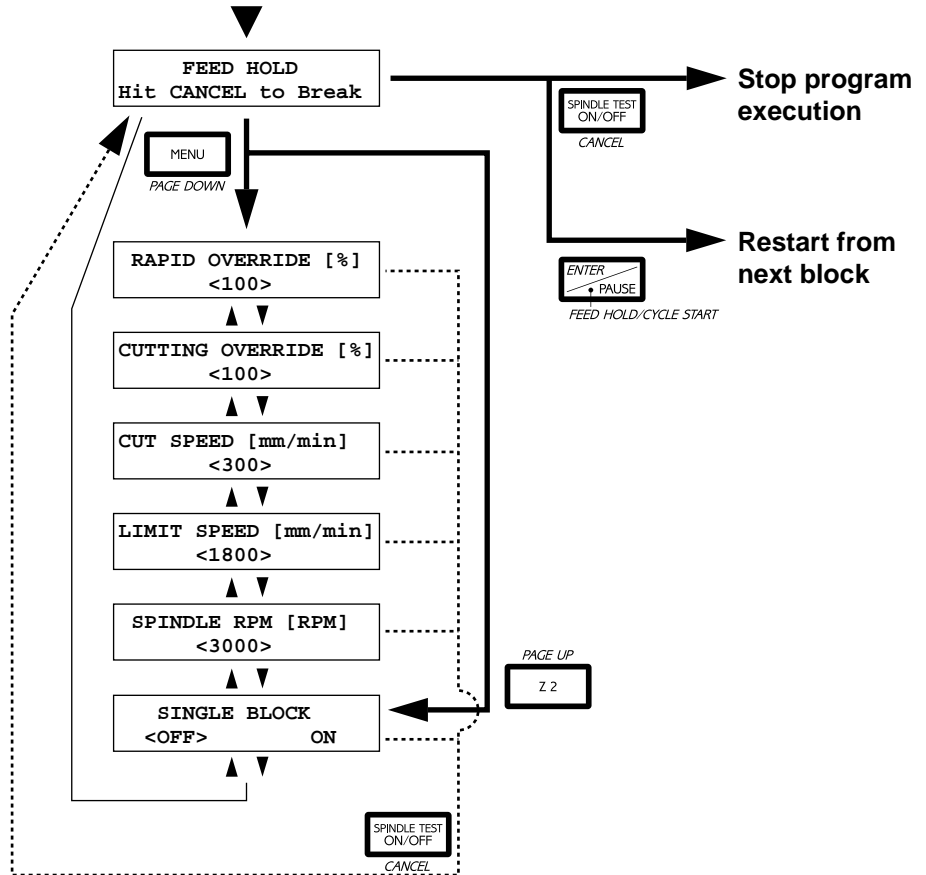 FEED HOLD
Hit CANCEL to Break
Stop program
execution
SPINDLE TEST
ON/OFF
CANCEL
MENU
PAGE DOWN
Restart from
next block
ENTER
PAUSE
FEED HOLD/CYCLE START
RAPID OVERRIDE [%]
<100>
CUTTING OVERRIDE [%]
<100>
CUT SPEED [mm/min]
<300>
LIMIT SPEED [mm/min]
<1800>
SPINDLE RPM [RPM]
<3000>
PAGE UP
Z 2
SINGLE BLOCK
<OFF> ON
SPINDLE TEST
ON/OFF
CANCEL